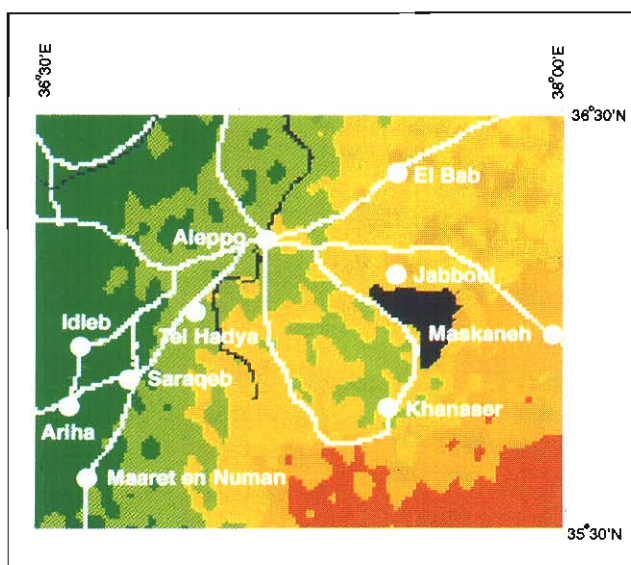 36°30'E
38°00'E
36°30'N
El Bab
Aleppo
Jabboul
Idleb
Tel Hadya
Maskaneh
Saraqeb
Khanaser
Ariha
Maaret en Numan
35°30'N